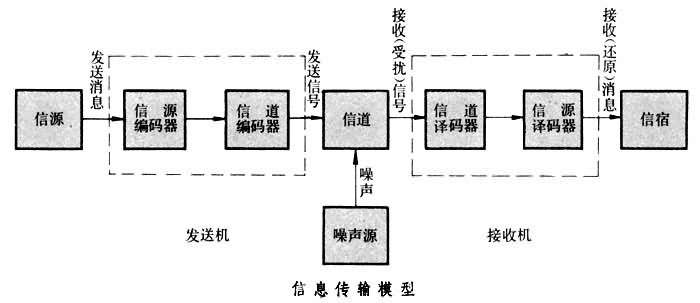 发送消息
发送信号
接收(受扰)信号
接收(还原)消息
信源
信源
编码器
信道
编码器
信道
信道
译码器
信源
译码器
信宿
噪声
噪声源
发送机
接收机
信息传输模型